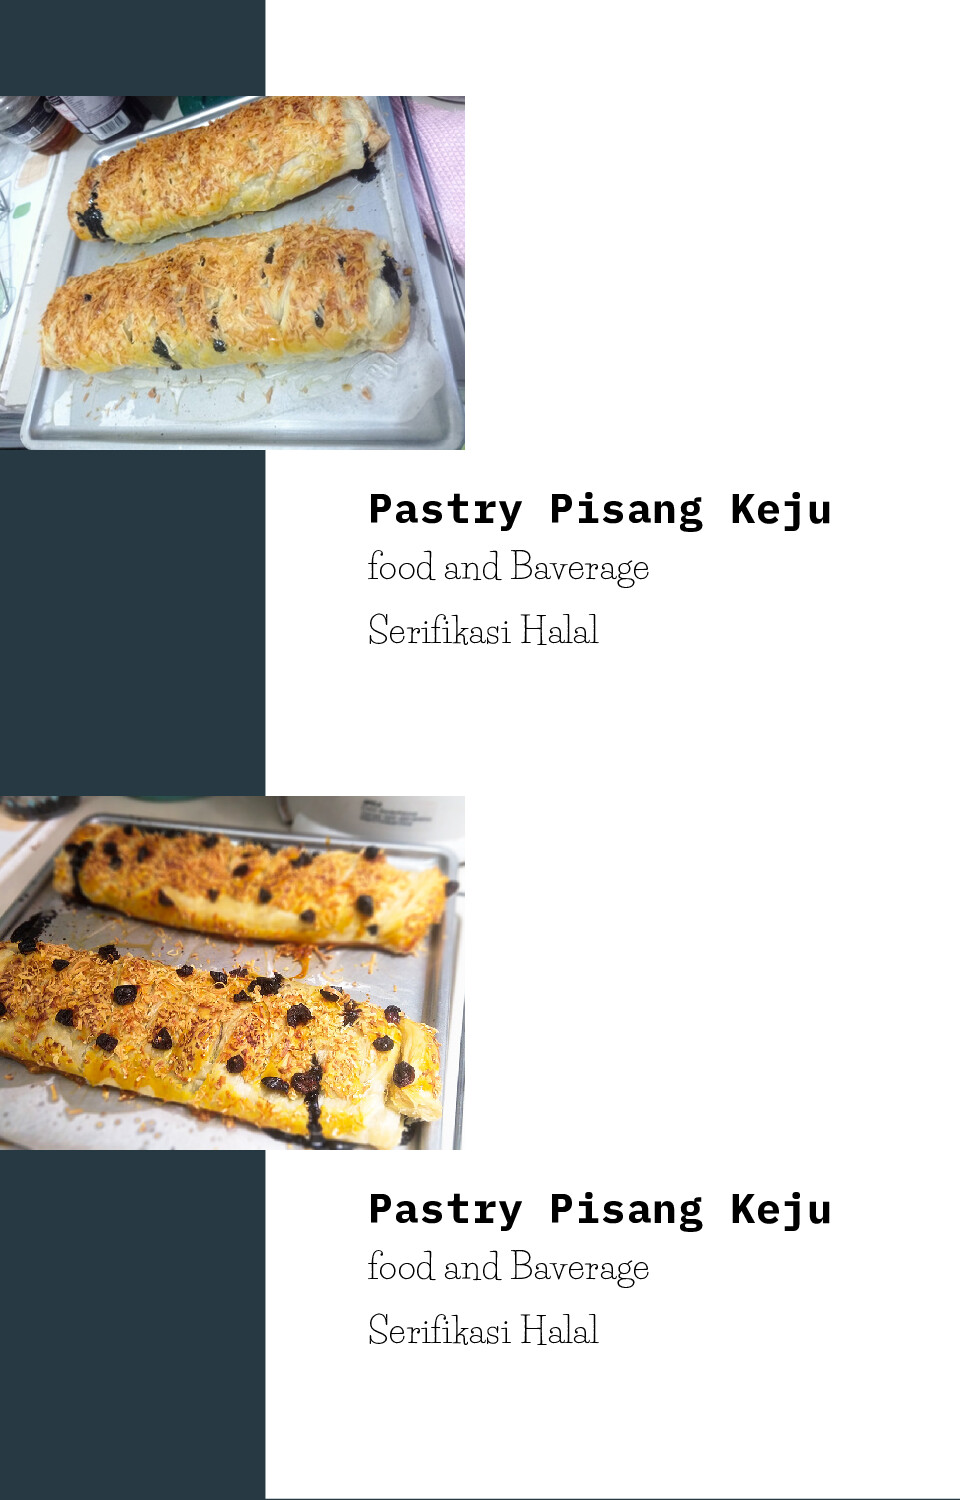 Pastry Pisang Keju
food and Baverage
Serifikasi Halal
Pastry Pisang Keju
food and Baverage
Serifikasi Halal